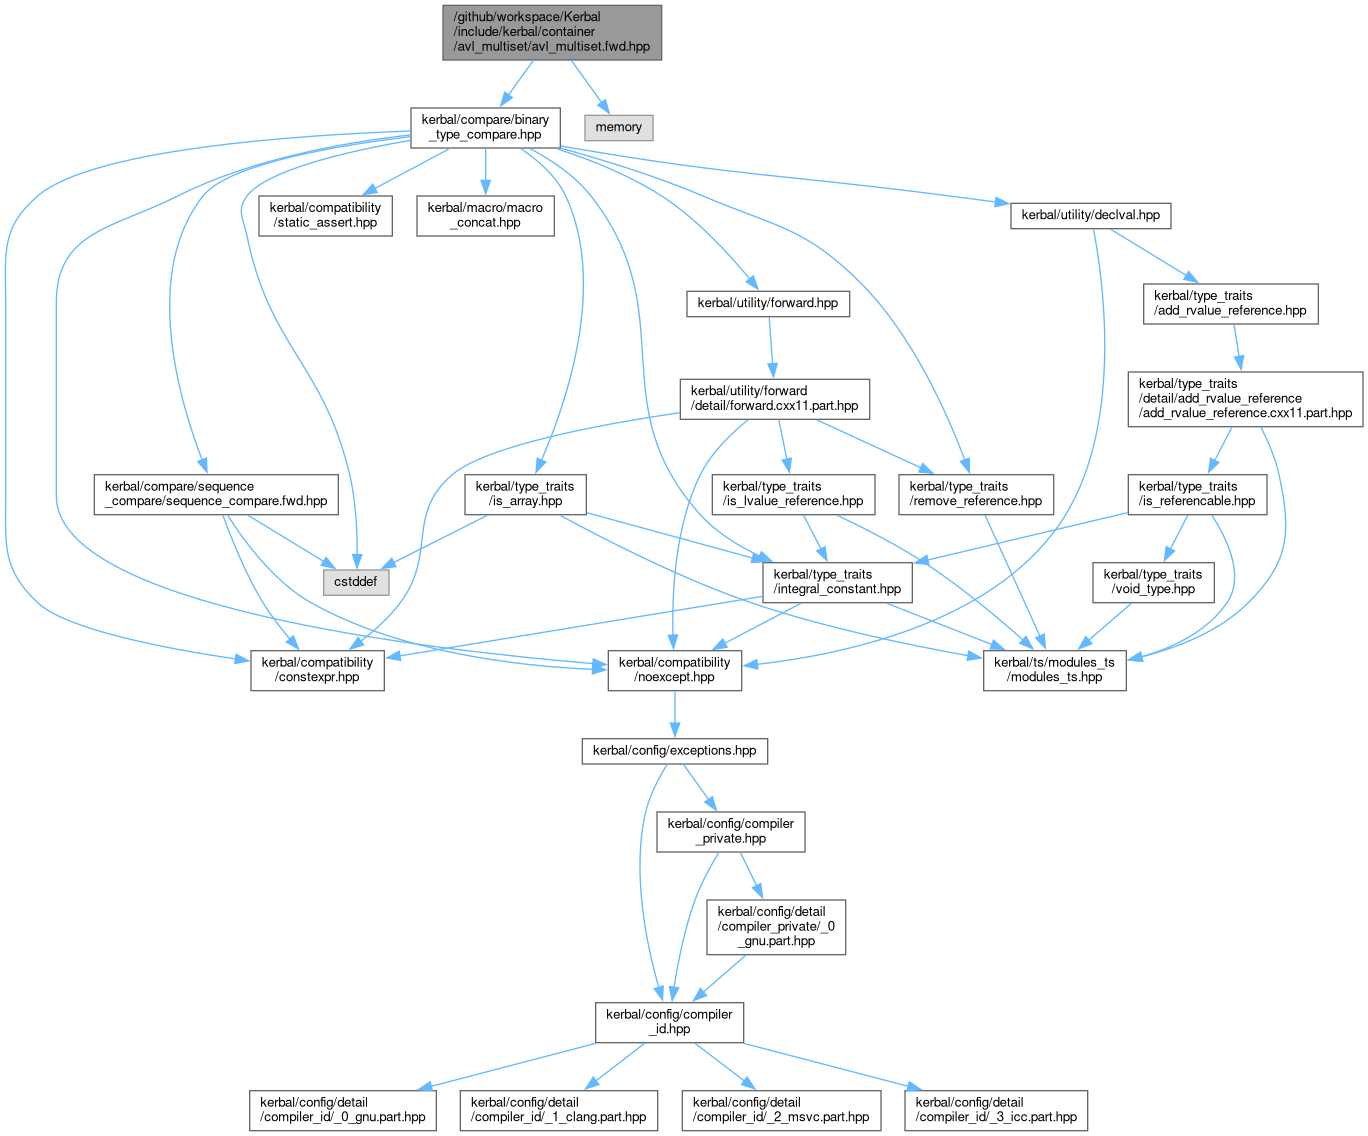 /github/workspace/Kerbal
/include/kerbal/container
/avl_multiset/avl_multiset.fwd.hpp
kerbal/compare/binary
_type_compare.hpp
memory
kerbal/compatibility
/static_assert.hpp
kerbal/macro/macro
_concat.hpp
kerbal/utility/declval.hpp
kerbal/utility/forward.hpp
kerbal/type_traits
/add_rvalue_reference.hpp
kerbal/utility/forward
/detail/forward.cxx11.part.hpp
kerbal/type_traits
/detail/add_rvalue_reference
/add_rvalue_reference.cxx11.part.hpp
kerbal/compare/sequence
_compare/sequence_compare.fwd.hpp
kerbal/type_traits
/is_array.hpp
kerbal/type_traits
/is_lvalue_reference.hpp
kerbal/type_traits
/remove_reference.hpp
kerbal/type_traits
/is_referencable.hpp
cstddef
kerbal/type_traits
/integral_constant.hpp
kerbal/type_traits
/void_type.hpp
kerbal/compatibility
/constexpr.hpp
kerbal/compatibility
/noexcept.hpp
kerbal/ts/modules_ts
/modules_ts.hpp
kerbal/config/exceptions.hpp
kerbal/config/compiler
_private.hpp
kerbal/config/detail
/compiler_private/_0
_gnu.part.hpp
kerbal/config/compiler
_id.hpp
kerbal/config/detail
/compiler_id/_0_gnu.part.hpp
kerbal/config/detail
/compiler_id/_1_clang.part.hpp
kerbal/config/detail
/compiler_id/_2_msvc.part.hpp
kerbal/config/detail
/compiler_id/_3_icc.part.hpp